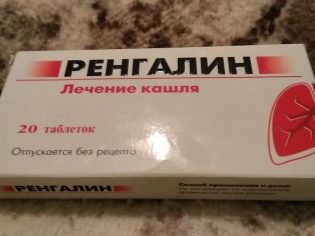 РЕНГАЛИН
Лечение кашля
20 таблеток
Отпускается без рецепта
РЕНГАЛИН
Способ применения и дозы: